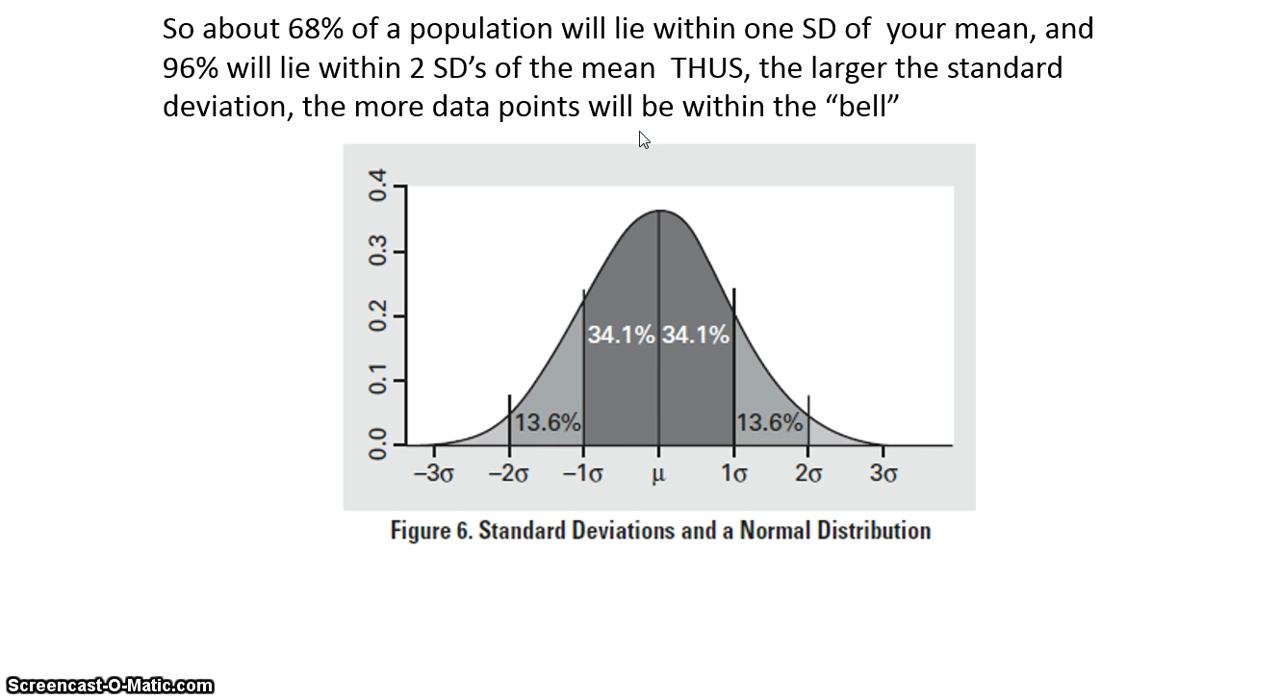 So about 68% of a population will lie within one SD of  your mean, and
96% will lie within 2 SD’s of the mean  THUS, the larger the standard
deviation, the more data points will be within the “bell”
0.4
0.3
0.2
0.1
0.0
34.1% 34.1%
13.6% 13.6%
−3σ −2σ −1σ μ 1σ 2σ 3σ
Figure 6. Standard Deviations and a Normal Distribution
Screencast-O-Matic.com